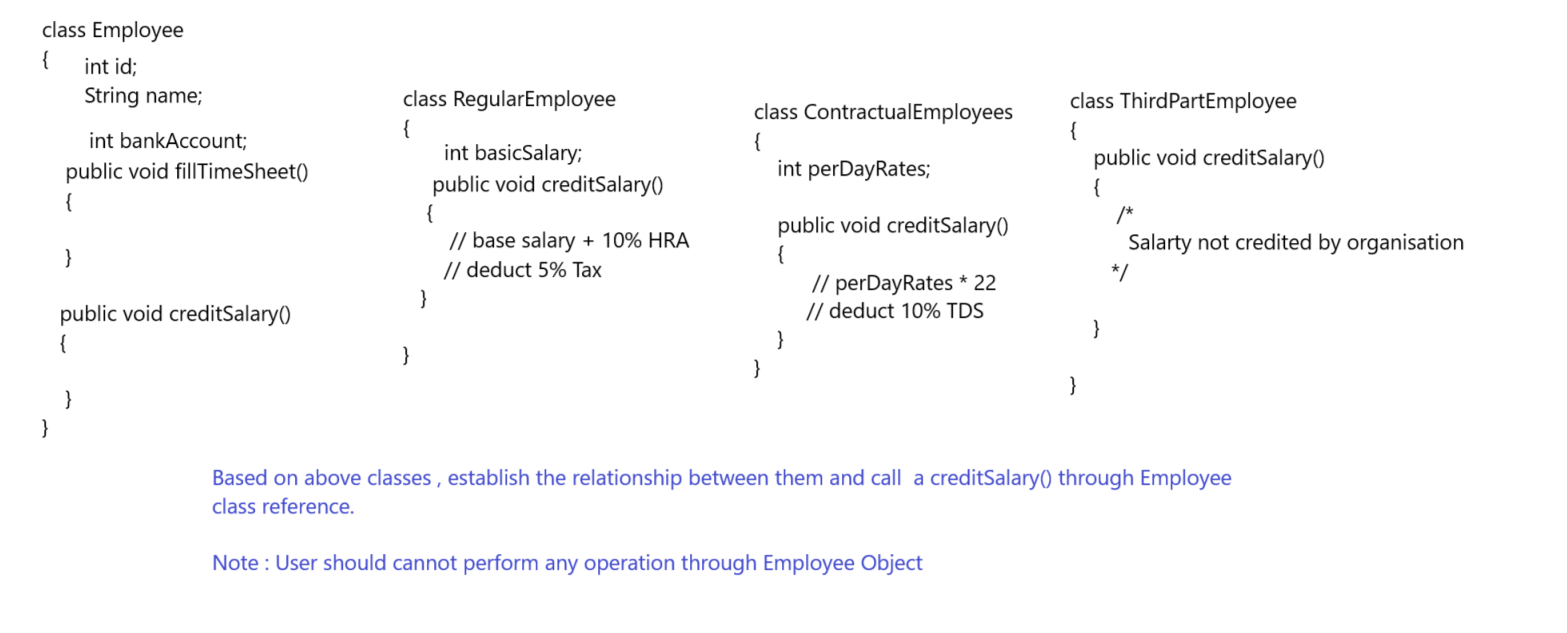 class Employee
{
int id;
String name;
int bankAccount;
public void fillTimeSheet()
{
}
public void creditSalary()
{
}
}
class RegularEmployee
{
int basicSalary;
public void creditSalary()
{
// base salary + 10% HRA
// deduct 5% Tax
}
}
class ContractualEmployees
{
int perDayRates;
public void creditSalary()
{
// perDayRates * 22
// deduct 10% TDS
}
}
class ThirdPartEmployee
{
public void creditSalary()
{
/*
Salarty not credited by organisation
*/
}
}
Based on above classes , establish the relationship between them and call a creditSalary() through Employee
class reference.
Note : User should cannot perform any operation through Employee Object